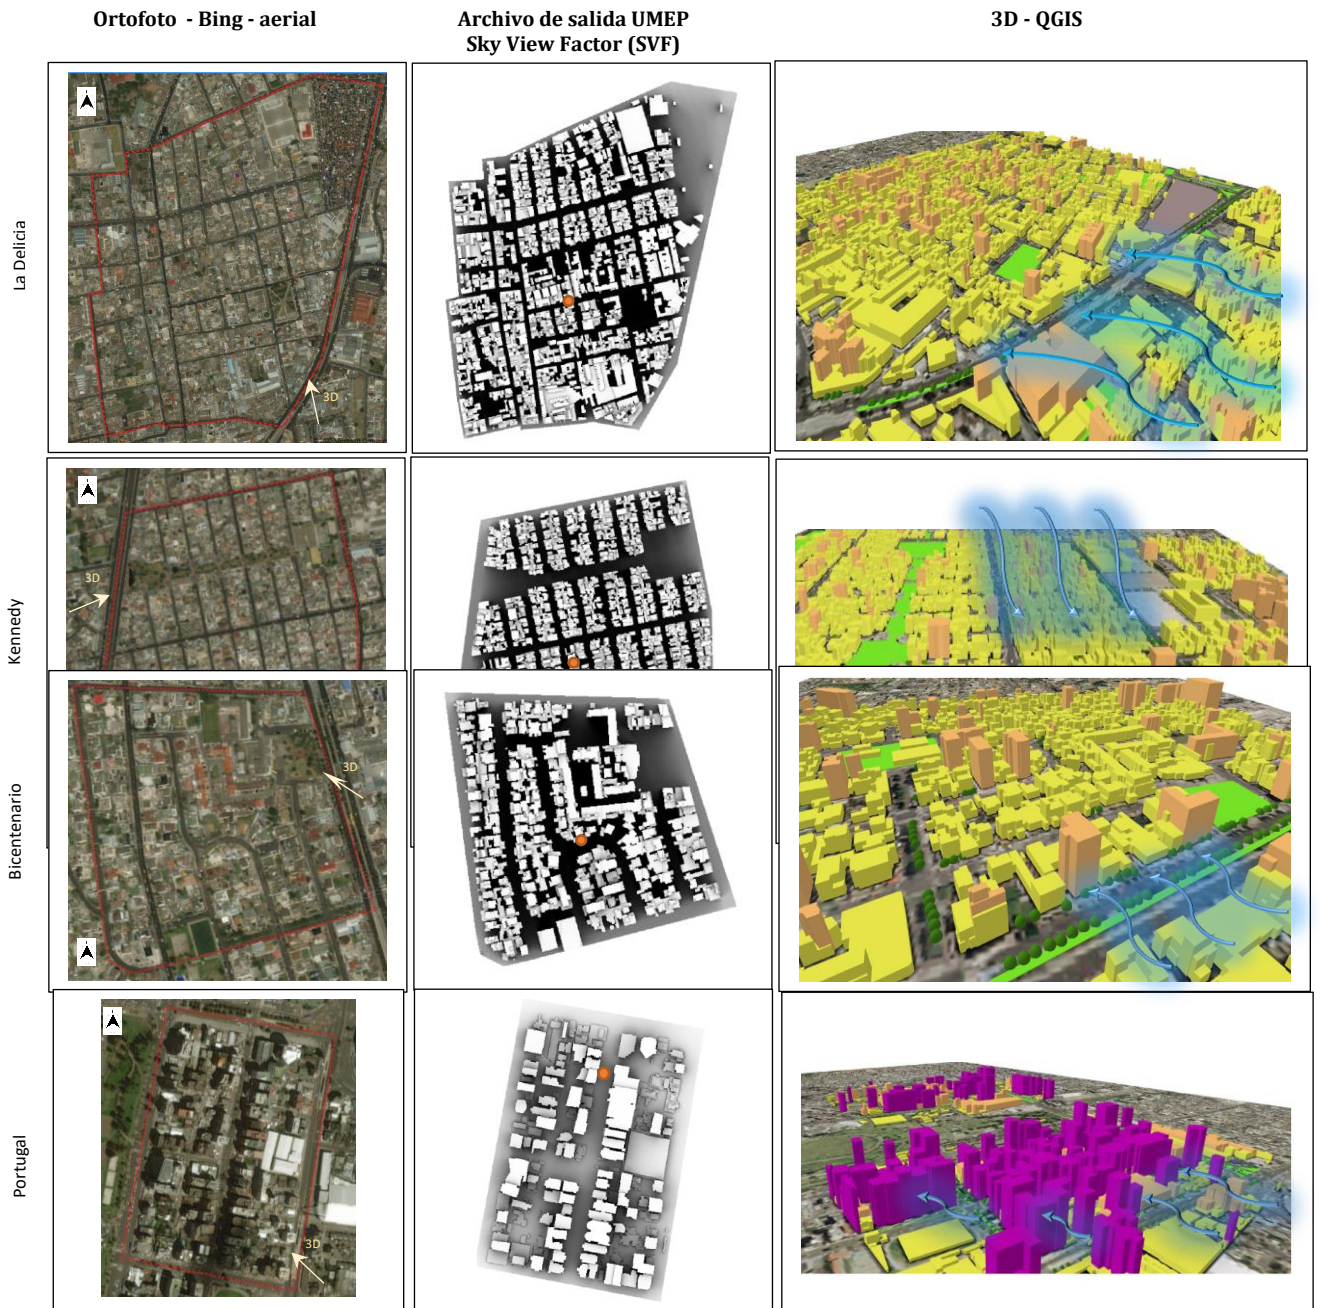 Ortofoto - Bing - aerial
Archivo de salida UMEP
Sky View Factor (SVF)
3D - QGIS
La Delicia
3D
Kennedy
3D
Bicentenario
3D
Portugal
3D